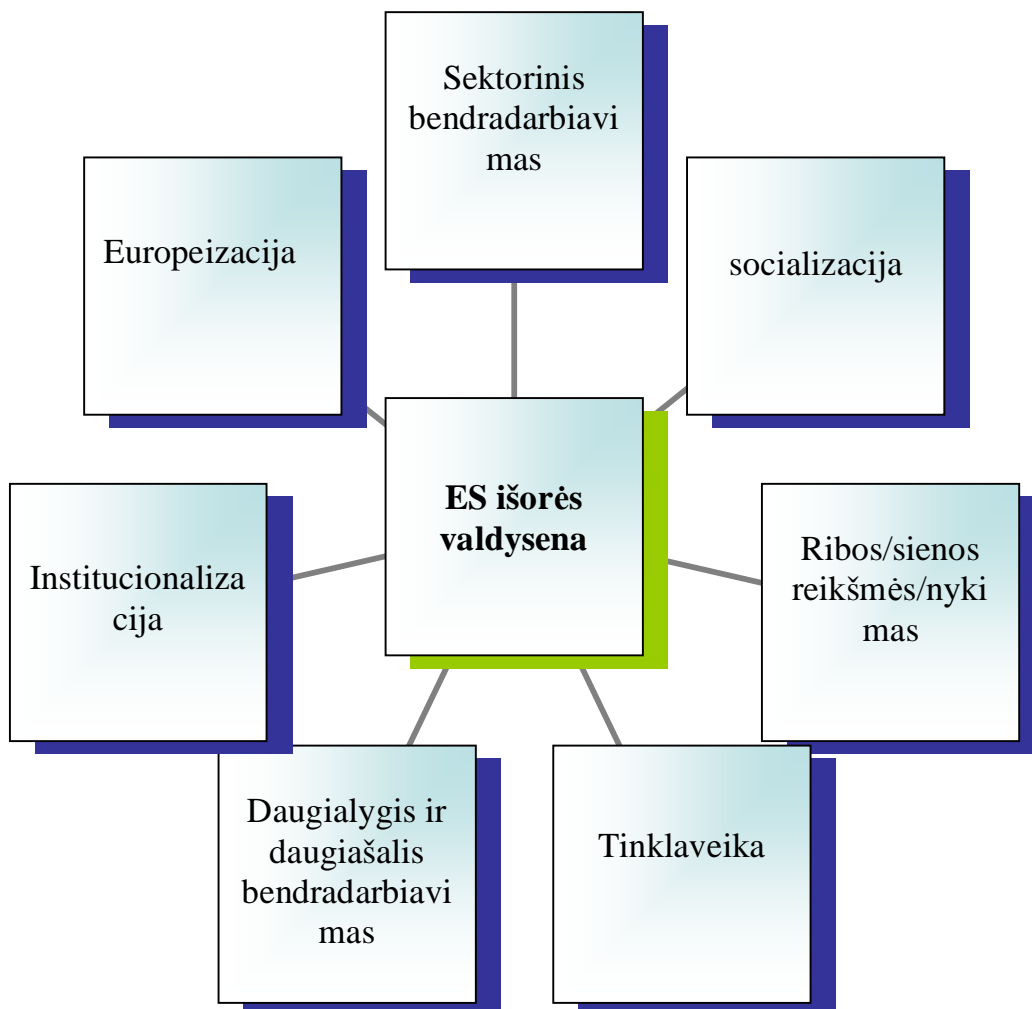 Sektorinis
bendradarbiavi
mas
Europeizacija
socializacija
ES išorės
valdysena
Institucionaliza
cija
Ribos/sienos
reikšmės/nyki
mas
Daugialygis ir
daugiašalis
bendradarbiavi
mas
Tinklaveika